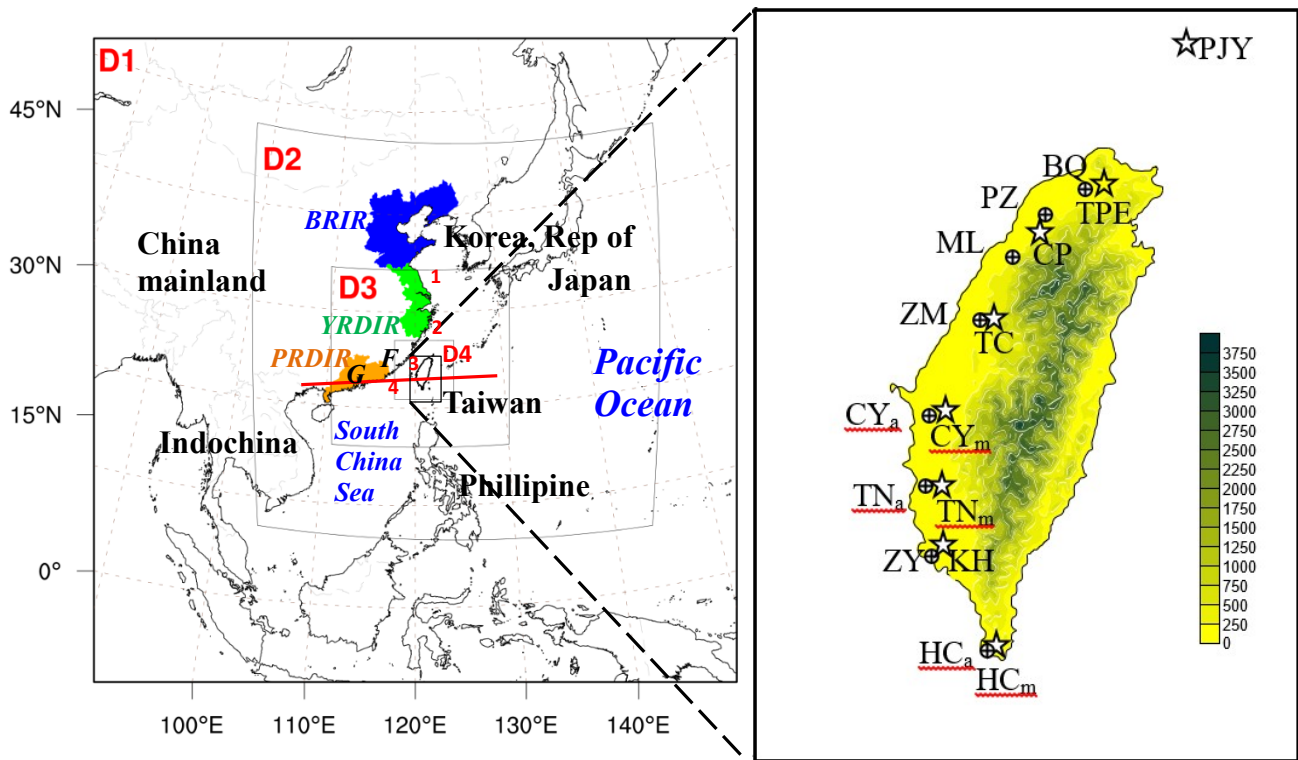 D1
45°N
30°N
15°N
0°
100°E
110°E
120°E
130°E
140°E
D2
BRIR
China
mainland
Korea, Rep of
Japan
D3
1
YRDIR
2
PRDIR
F
3
D4
G
4
Pacific
Ocean
Taiwan
Indochina
South
China
Sea
Phillipine
PJY
BQ
TPE
PZ
CP
ML
ZM
TC
CYa
CYm
TNa
TNm
ZY
KH
HCa
HCm
3750
3500
3250
3000
2750
2500
2250
2000
1750
1500
1250
1000
750
500
250
0